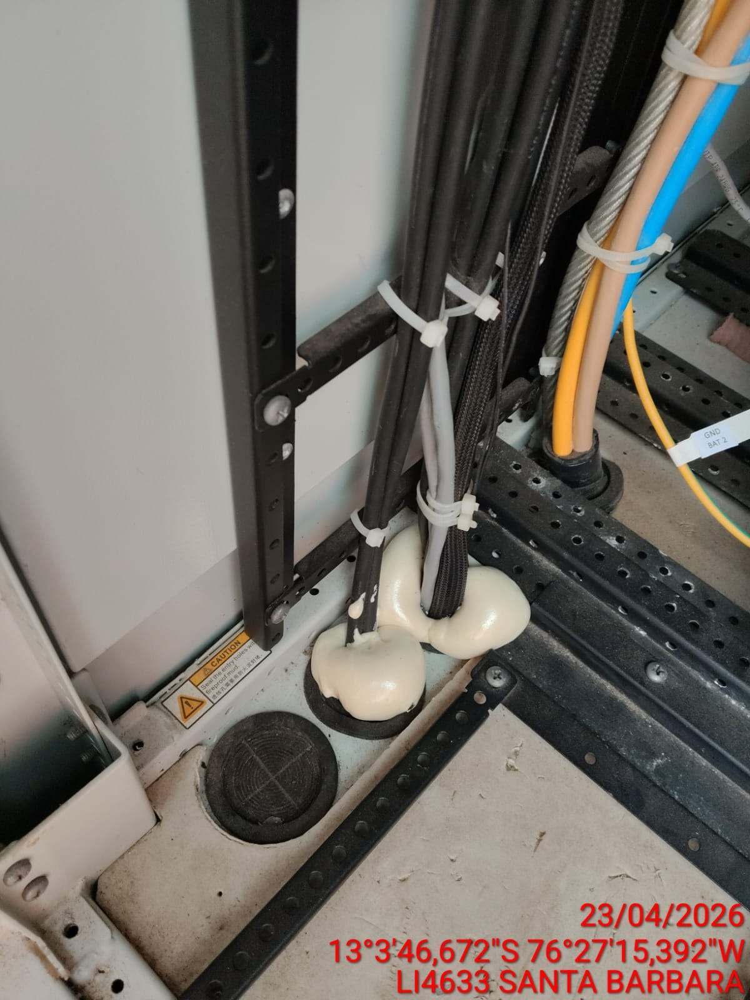 GND
BAT 2
CAUTION
Seal the entry holes with
fireproof mud.
23/04/2026
13°3'46,672"S 76°27'15,392"W
LI4633 SANTA BARBARA